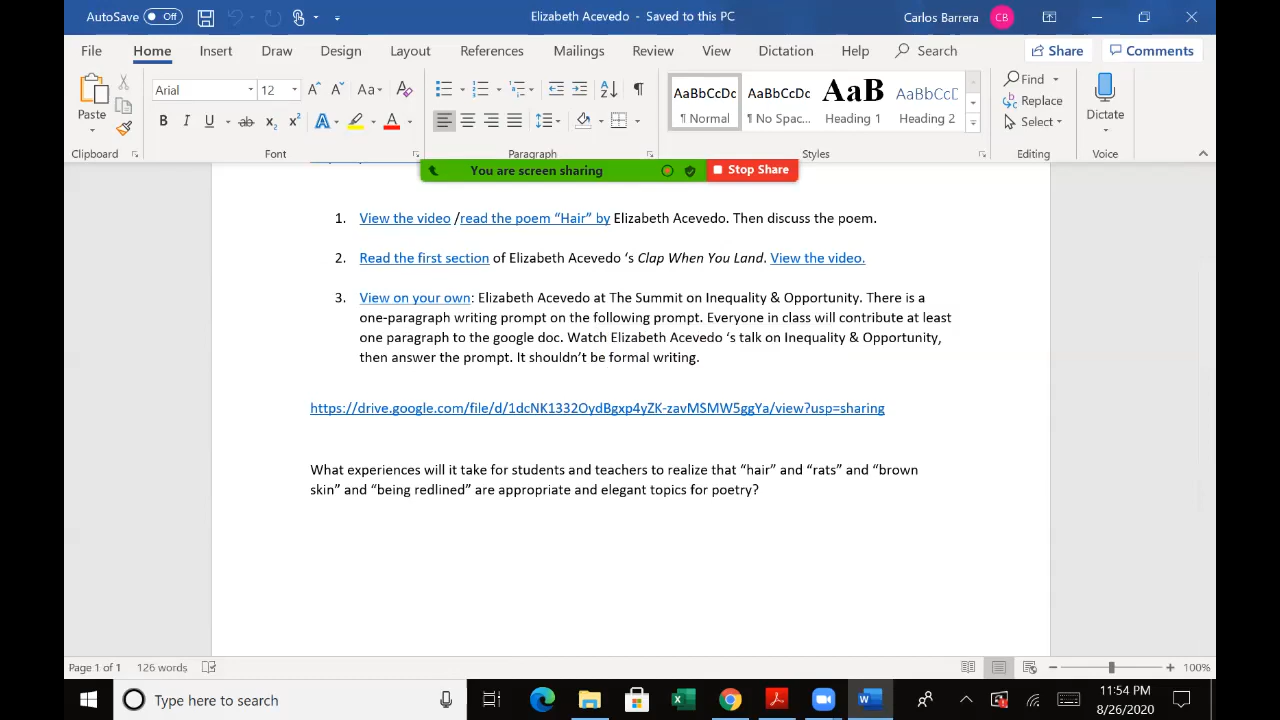 AutoSave Off Elizabeth Acevedo - Saved to this PC Carlos Barrera CB
File Home Insert Draw Design Layout References Mailings Review View Dictation Help Search Share Comments
Paste Arial 12 Aa AaBbCcDc AaBbCcDc AaB AaBbCcD Find Replace Select Dictate
B I U ab x₂ x² A A ¶ Normal ¶ No Spac... Heading 1 Heading 2
Clipboard Font Paragraph Styles Editing Voice
You are screen sharing Stop Share
1. View the video /read the poem “Hair” by Elizabeth Acevedo. Then discuss the poem.
2. Read the first section of Elizabeth Acevedo ‘s Clap When You Land. View the video.
3. View on your own: Elizabeth Acevedo at The Summit on Inequality & Opportunity. There is a
one-paragraph writing prompt on the following prompt. Everyone in class will contribute at least
one paragraph to the google doc. Watch Elizabeth Acevedo ‘s talk on Inequality & Opportunity,
then answer the prompt. It shouldn’t be formal writing.
https://drive.google.com/file/d/1dcNK1332OydBgxp4yZK-zavMSMW5ggYa/view?usp=sharing
What experiences will it take for students and teachers to realize that “hair” and “rats” and “brown
skin” and “being redlined” are appropriate and elegant topics for poetry?
Page 1 of 1 126 words 100%
Type here to search 11:54 PM
8/26/2020